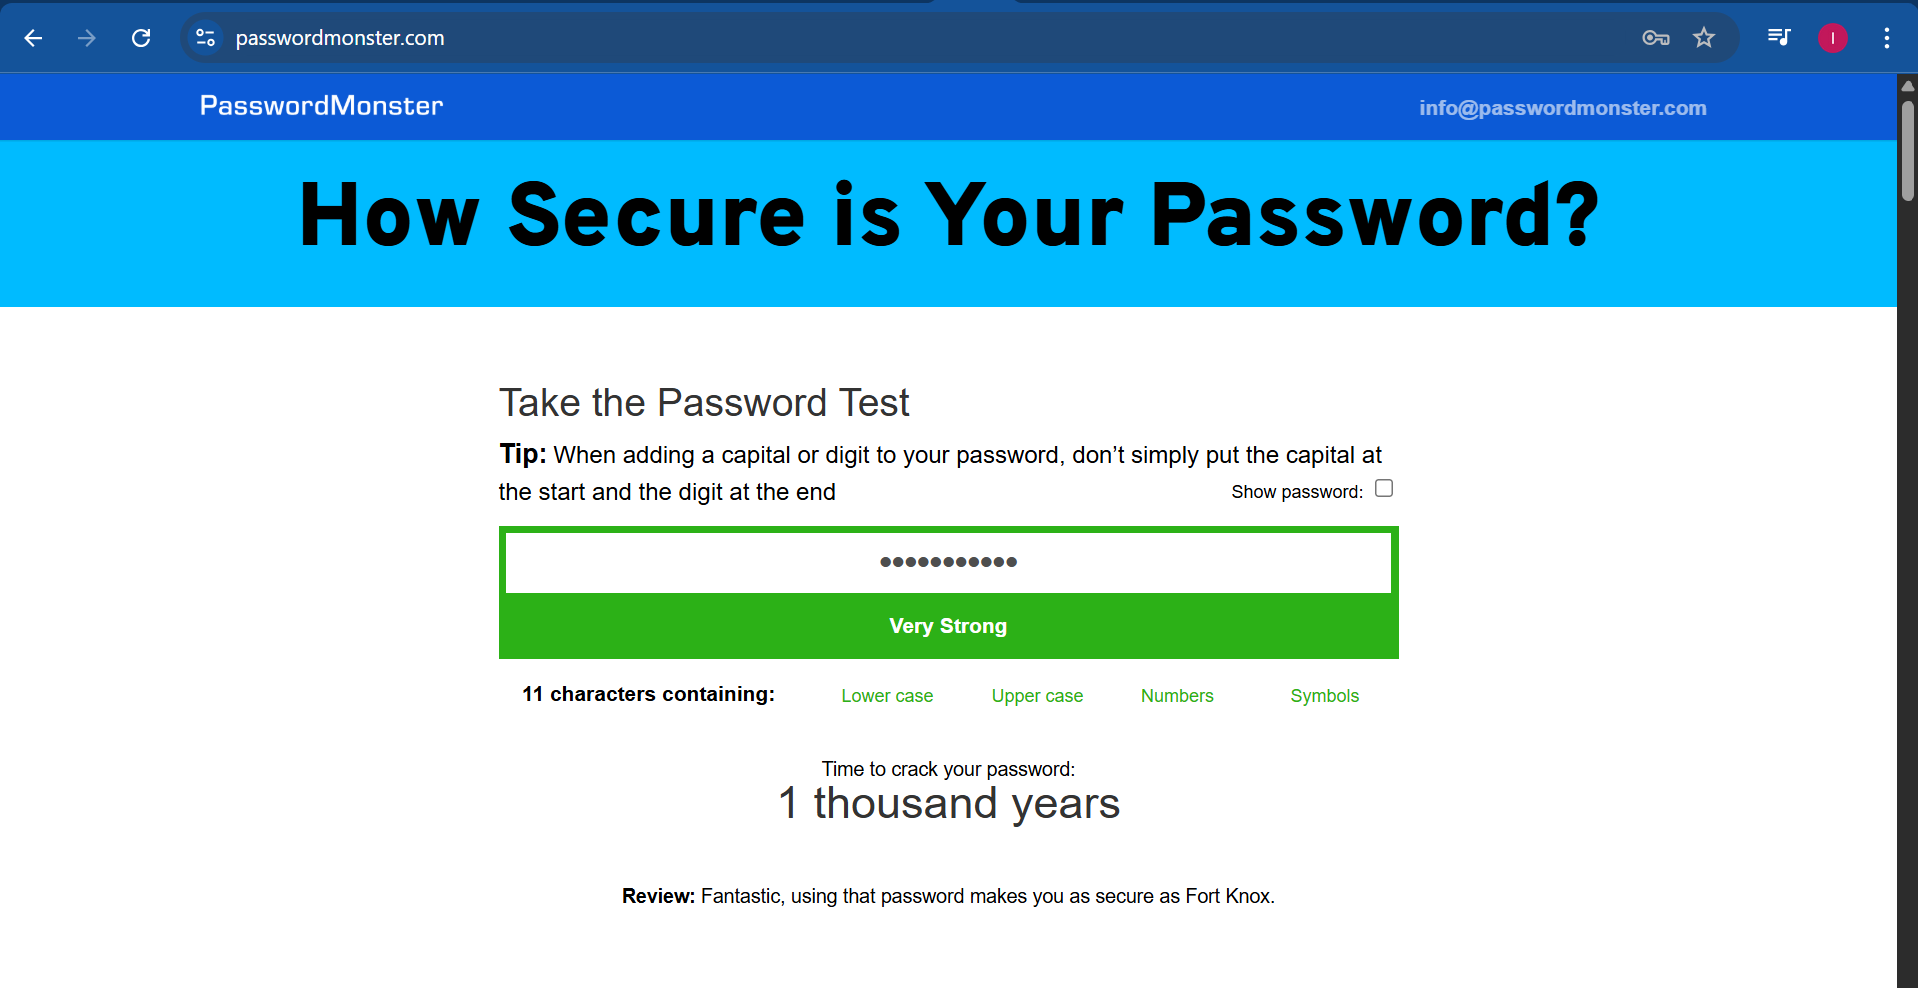 passwordmonster.com
I
PasswordMonster
info@passwordmonster.com
How Secure is Your Password?
Take the Password Test
Tip: When adding a capital or digit to your password, don’t simply put the capital at
the start and the digit at the end
Show password:
•••••••••••
Very Strong
11 characters containing:
Lower case
Upper case
Numbers
Symbols
Time to crack your password:
1 thousand years
Review: Fantastic, using that password makes you as secure as Fort Knox.